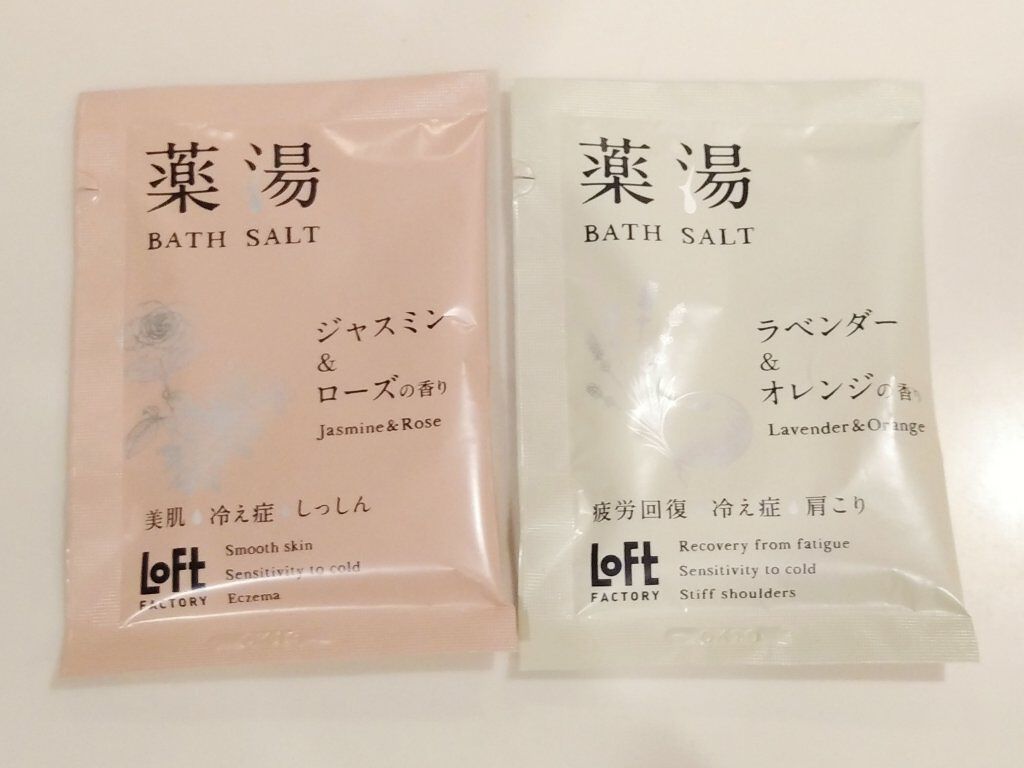 薬湯
BATH SALT
ジャスミン
&
ローズの香り
Jasmine&Rose
美肌 冷え症 しっしん
LOFT
FACTORY
Smooth skin
Sensitivity to cold
Eczema
薬湯
BATH SALT
ラベンダー
&
オレンジの香り
Lavender&Orange
疲労回復 冷え症 肩こり
LOFT
FACTORY
Recovery from fatigue
Sensitivity to cold
Stiff shoulders